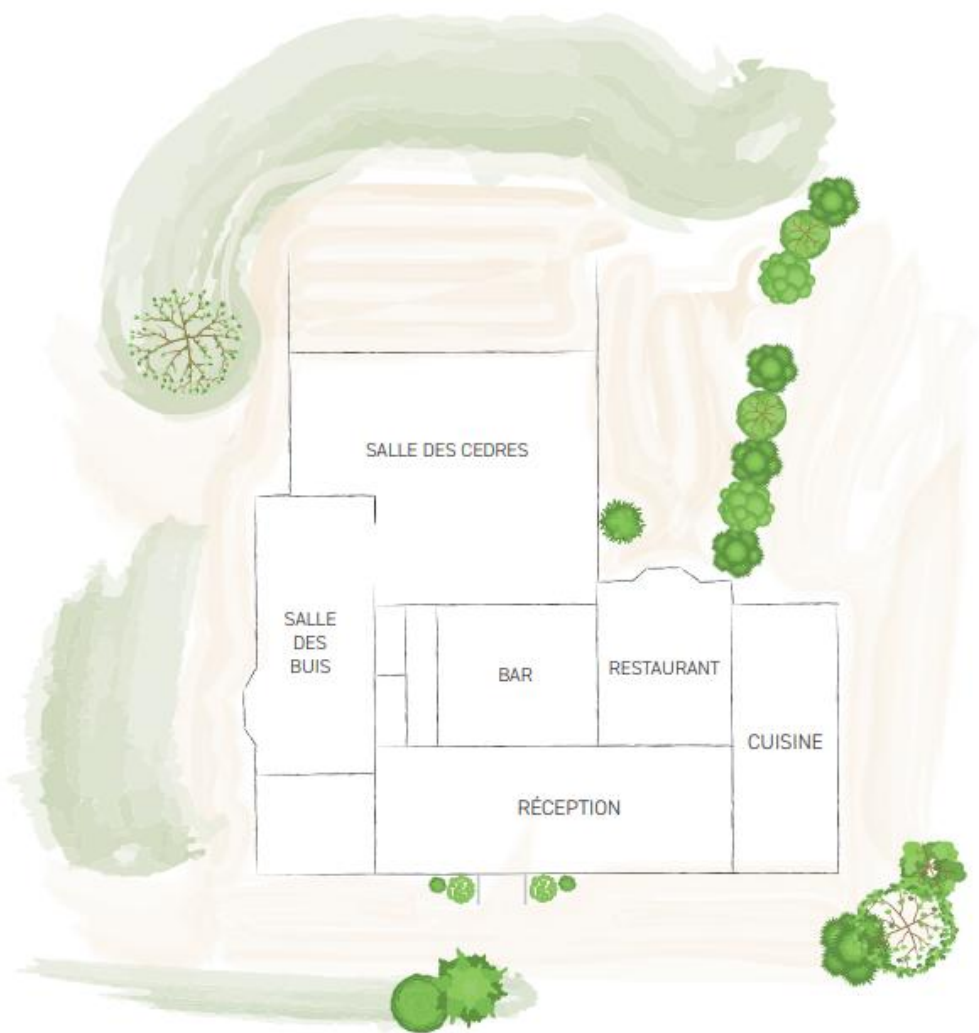 SALLE DES CEDRES
SALLE
DES
BUIS
BAR
RESTAURANT
CUISINE
RÉCEPTION